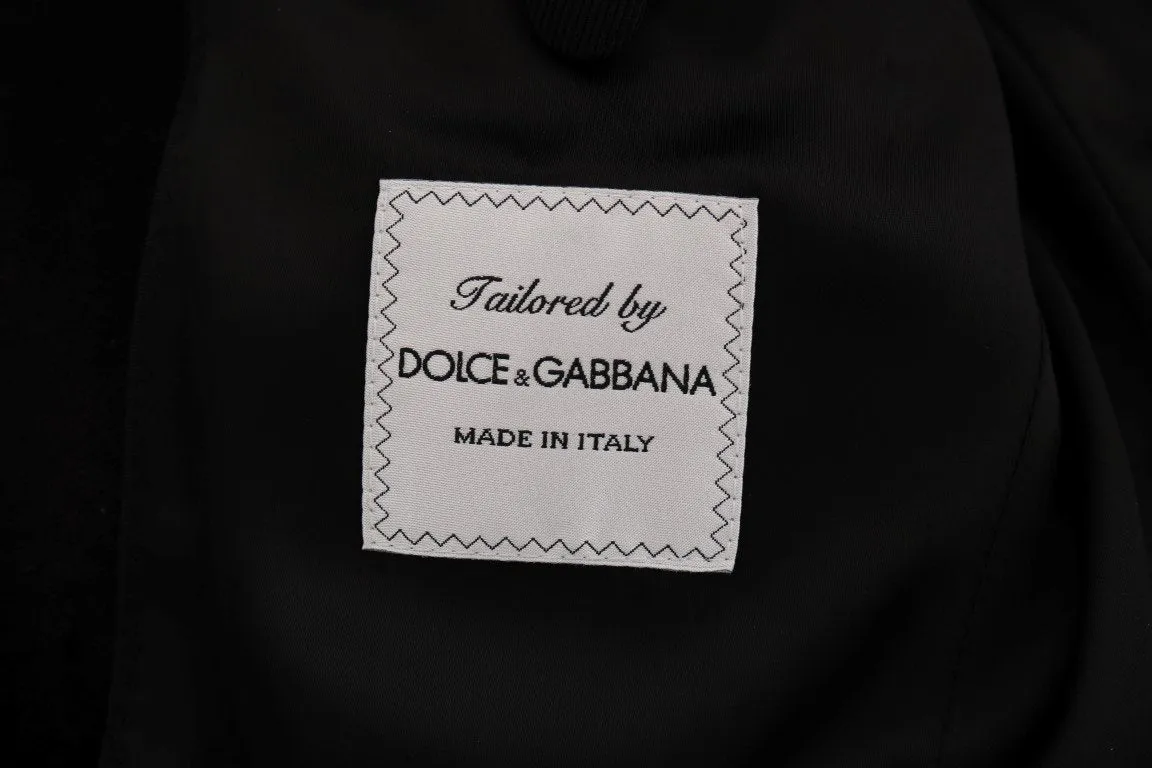 Tailored by
DOLCE & GABBANA
MADE IN ITALY